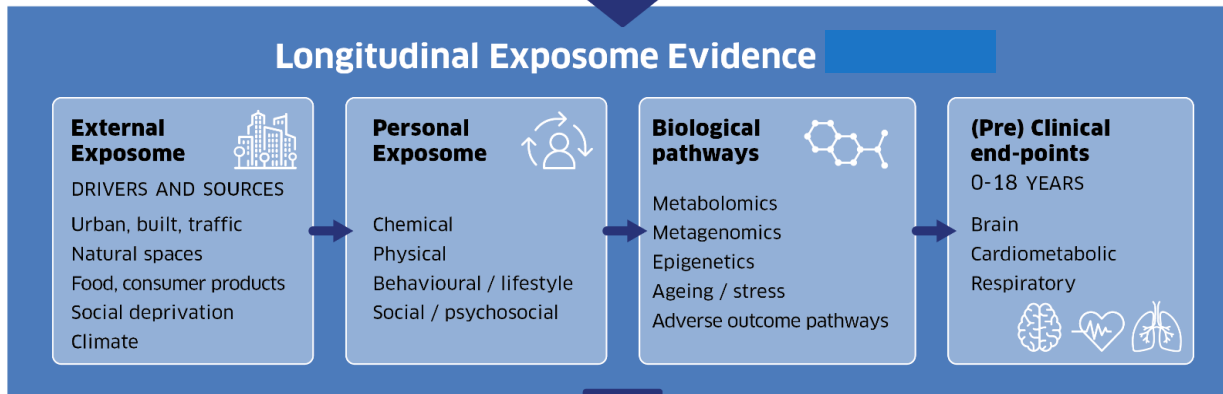 Longitudinal Exposome Evidence
External
Exposome
DRIVERS AND SOURCES
Urban, built, traffic
Natural spaces
Food, consumer products
Social deprivation
Climate
Personal
Exposome
Chemical
Physical
Behavioural / lifestyle
Social / psychosocial
Biological
pathways
Metabolomics
Metagenomics
Epigenetics
Ageing / stress
Adverse outcome pathways
(Pre) Clinical
end-points
0-18 YEARS
Brain
Cardiometabolic
Respiratory